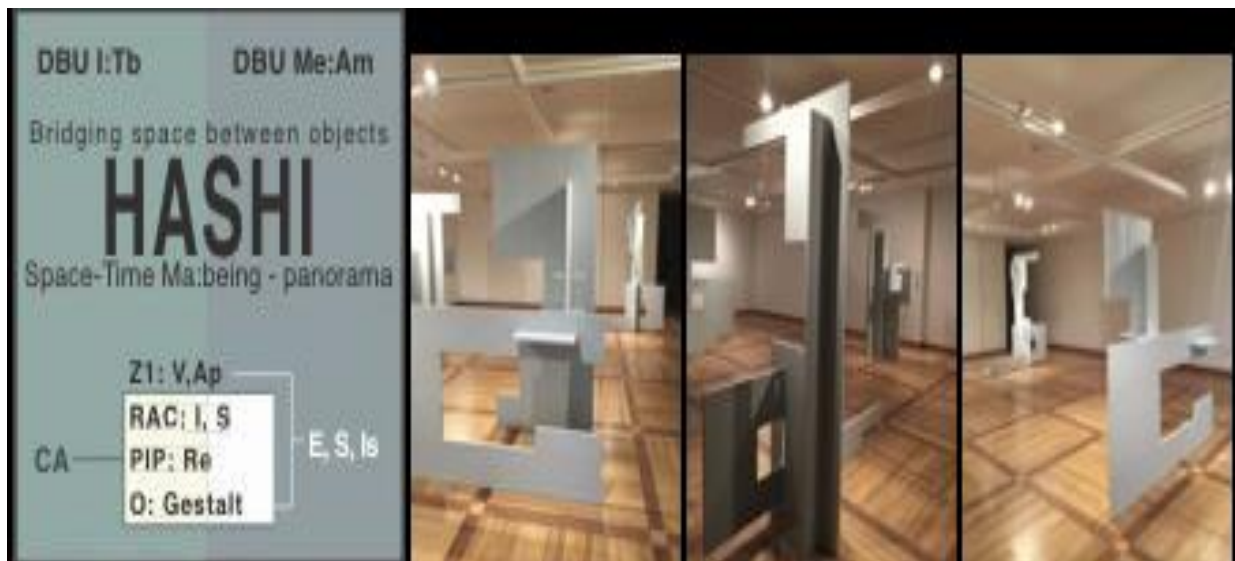 DBU I:Tb DBU Me:Am
Bridging space between objects
HASHI
Space-Time Ma:being - panorama
Z1: V,Ap
RAC: I, S
CA PIP: Re E, S, Is
O: Gestalt